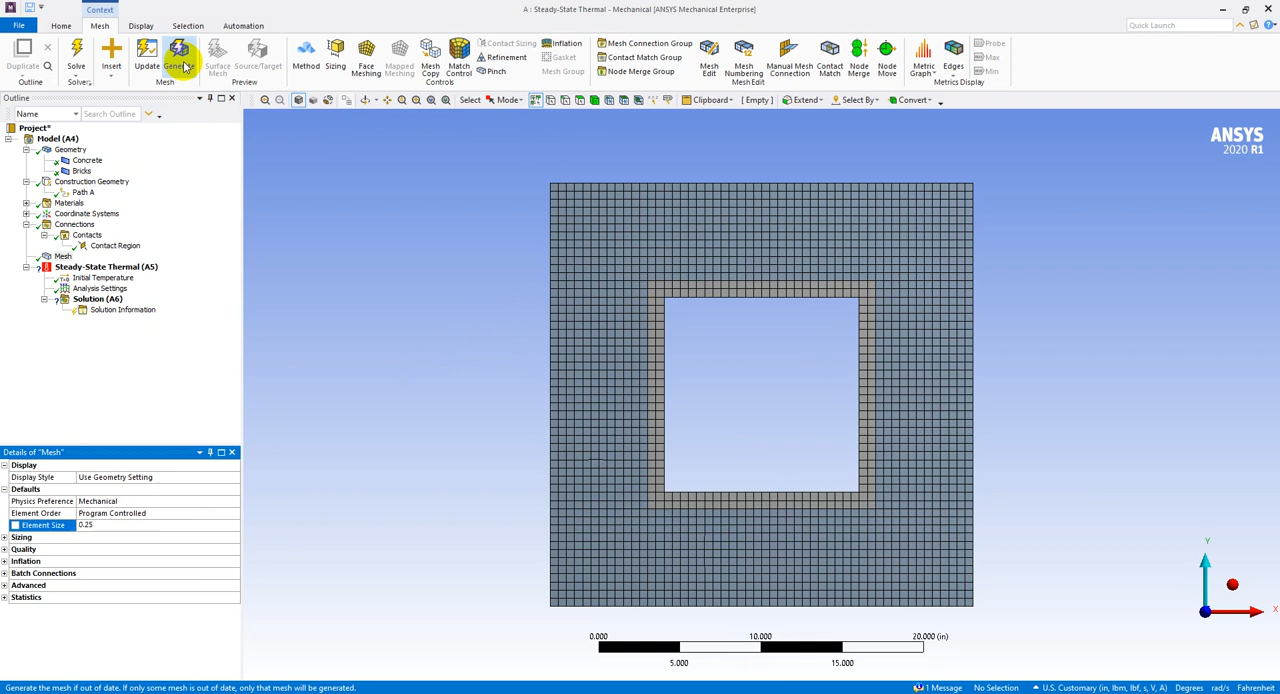 Context
A : Steady-State Thermal - Mechanical [ANSYS Mechanical Enterprise]
File Home Mesh Display Selection Automation
Quick Launch
Duplicate
Outline
Solve
Solver
Insert
Update Generate
Mesh
Surface Mesh
Source/Target
Preview
Method Sizing Face Meshing Mapped Meshing Mesh Copy Match Control
Contact Sizing
Refinement
Pinch
Inflation
Gasket
Mesh Group
Controls
Mesh Connection Group
Contact Match Group
Node Merge Group
Mesh Edit Mesh Numbering Manual Mesh Connection Contact Match Node Merge Node Move
Mesh Edit
Metric Graph Edges
Probe
Max
Min
Metrics Display
Outline
Name Search Outline
Select Mode Clipboard [ Empty ] Extend Select By Convert
Project*
Model (A4)
Geometry
Concrete
Bricks
Construction Geometry
Path A
Materials
Coordinate Systems
Connections
Contacts
Contact Region
Mesh
Steady-State Thermal (A5)
Initial Temperature
Analysis Settings
Solution (A6)
Solution Information
ANSYS
2020 R1
Details of "Mesh"
Display
Display Style Use Geometry Setting
Defaults
Physics Preference Mechanical
Element Order Program Controlled
Element Size 0.25
Sizing
Quality
Inflation
Batch Connections
Advanced
Statistics
Y
X
0.000 10.000 20.000 (in)
5.000 15.000
Generate the mesh if out of date. If only some mesh is out of date, only that mesh will be generated.
1 Message No Selection U.S. Customary (in, lbm, lbf, s, V, A) Degrees rad/s Fahrenheit